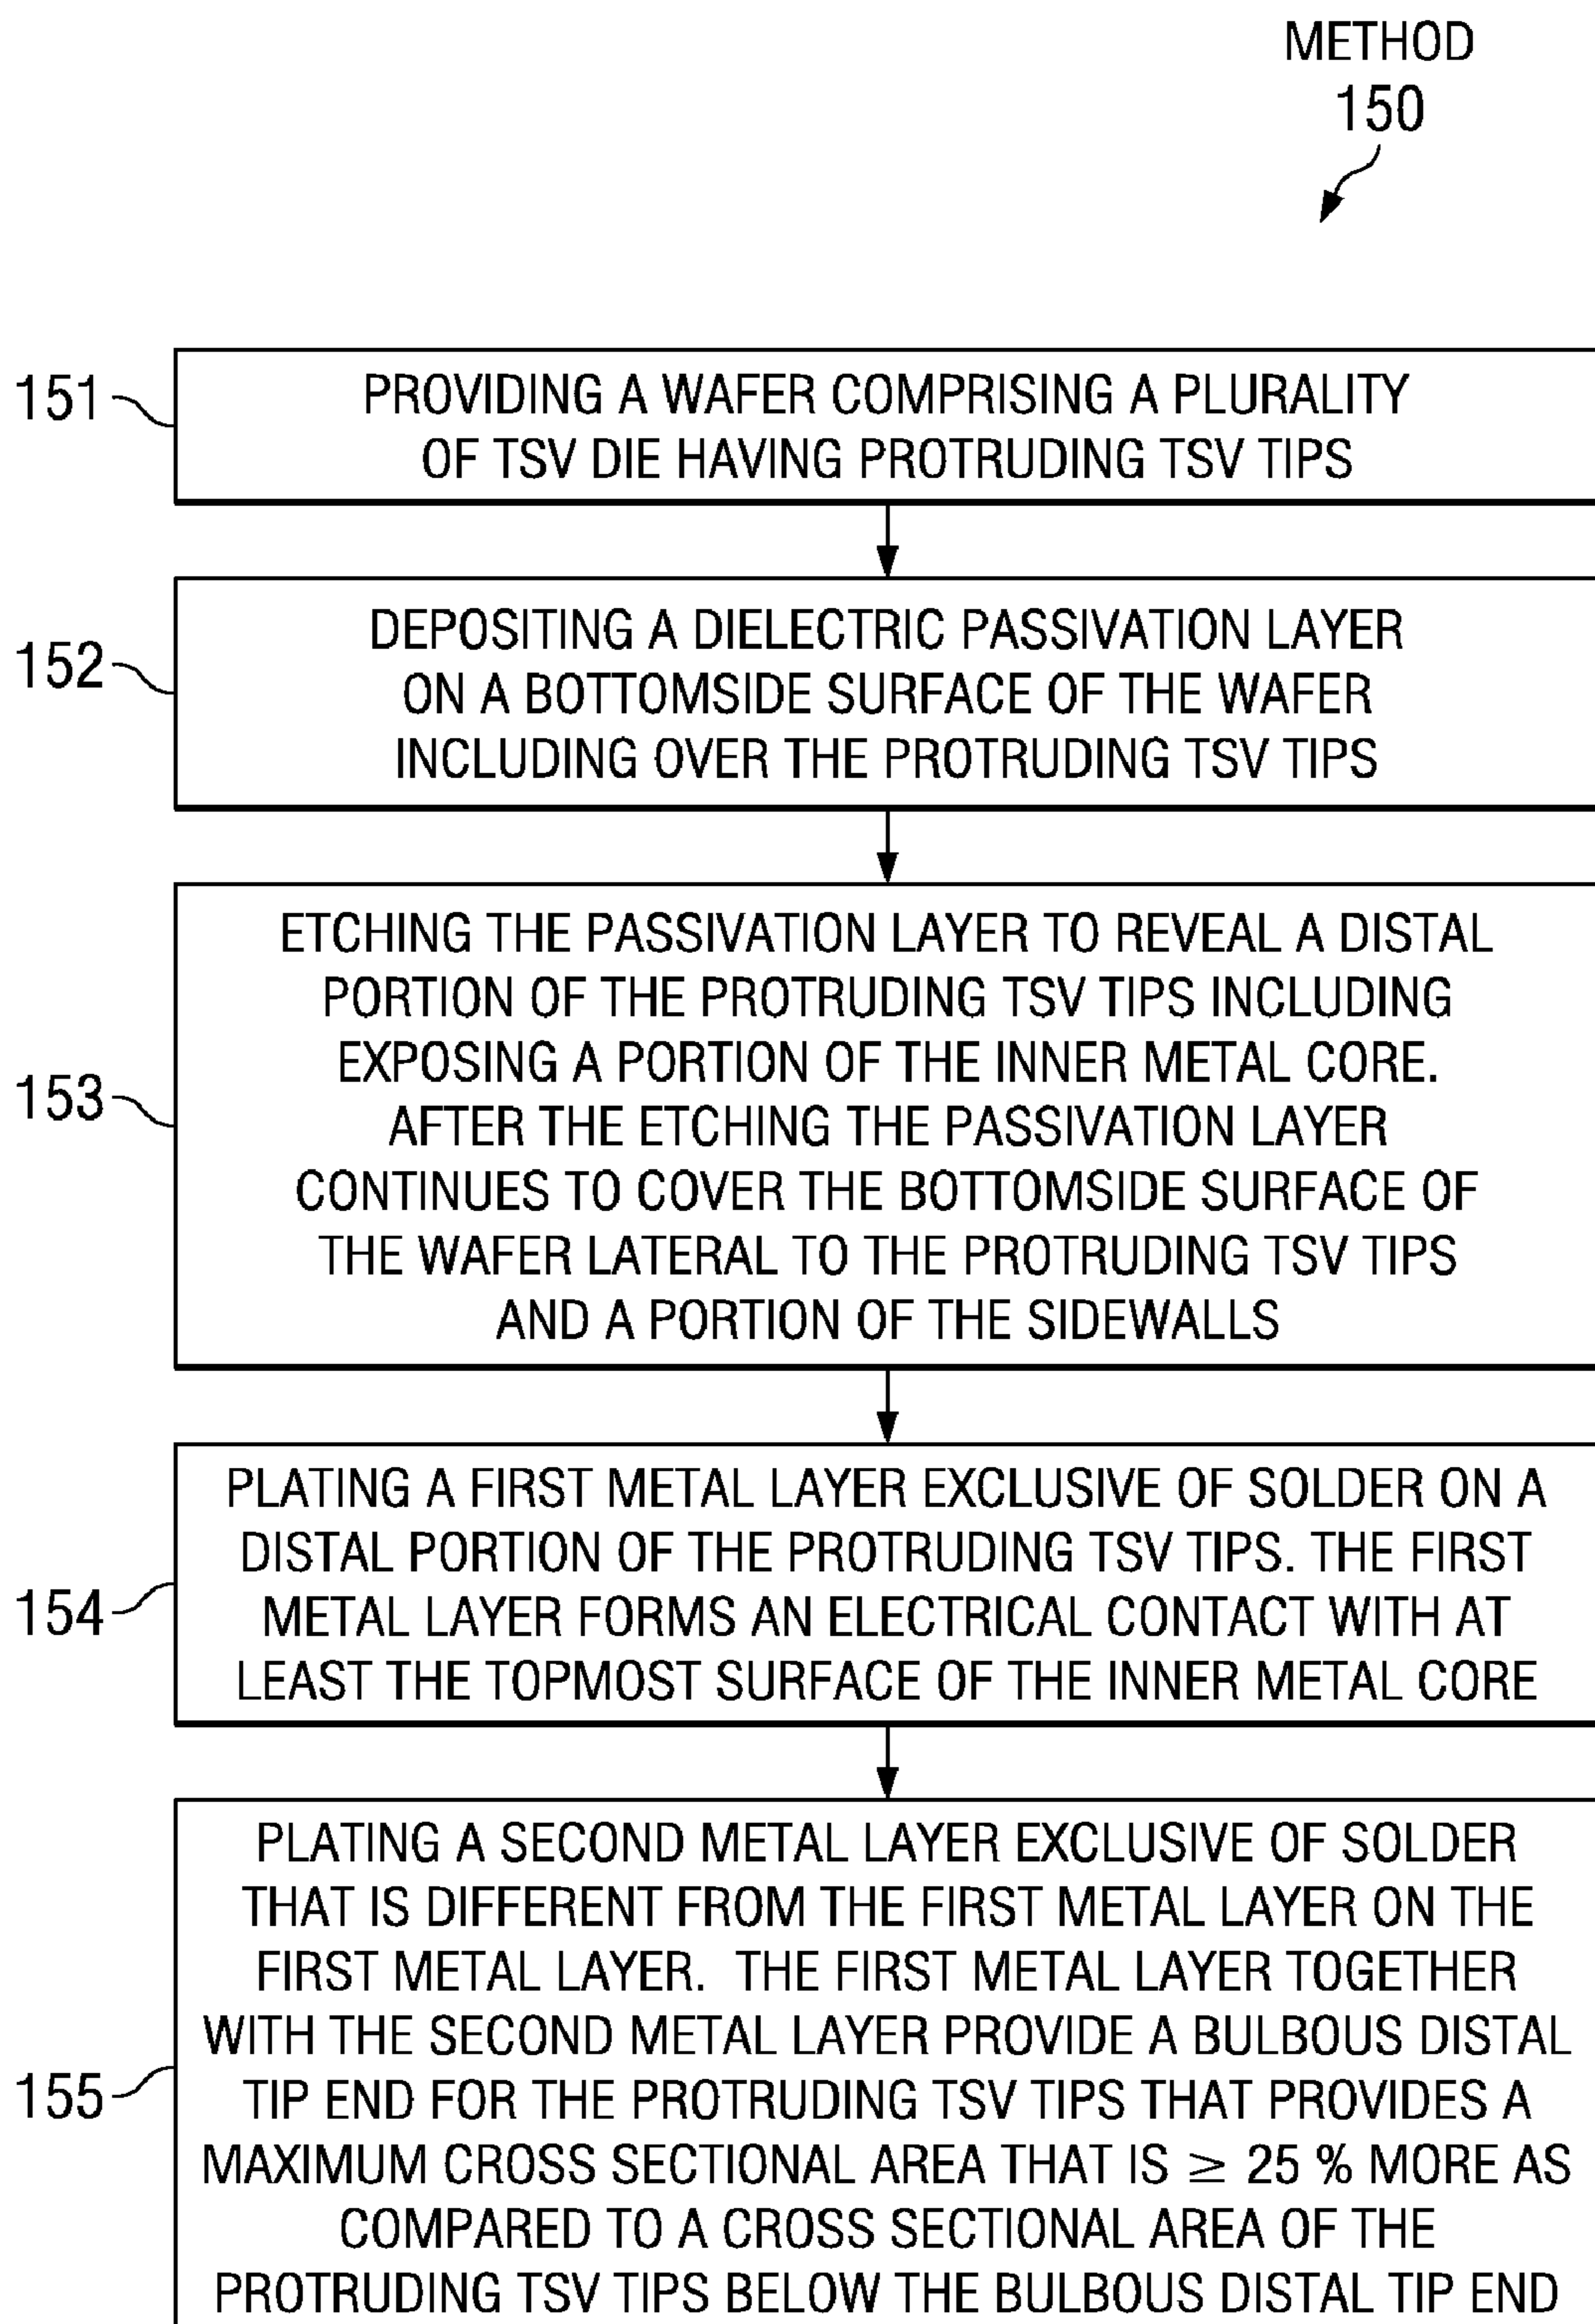 METHOD
150
151
PROVIDING A WAFER COMPRISING A PLURALITY
OF TSV DIE HAVING PROTRUDING TSV TIPS
152
DEPOSITING A DIELECTRIC PASSIVATION LAYER
ON A BOTTOMSIDE SURFACE OF THE WAFER
INCLUDING OVER THE PROTRUDING TSV TIPS
153
ETCHING THE PASSIVATION LAYER TO REVEAL A DISTAL
PORTION OF THE PROTRUDING TSV TIPS INCLUDING
EXPOSING A PORTION OF THE INNER METAL CORE.
AFTER THE ETCHING THE PASSIVATION LAYER
CONTINUES TO COVER THE BOTTOMSIDE SURFACE OF
THE WAFER LATERAL TO THE PROTRUDING TSV TIPS
AND A PORTION OF THE SIDEWALLS
154
PLATING A FIRST METAL LAYER EXCLUSIVE OF SOLDER ON A
DISTAL PORTION OF THE PROTRUDING TSV TIPS. THE FIRST
METAL LAYER FORMS AN ELECTRICAL CONTACT WITH AT
LEAST THE TOPMOST SURFACE OF THE INNER METAL CORE
155
PLATING A SECOND METAL LAYER EXCLUSIVE OF SOLDER
THAT IS DIFFERENT FROM THE FIRST METAL LAYER ON THE
FIRST METAL LAYER. THE FIRST METAL LAYER TOGETHER
WITH THE SECOND METAL LAYER PROVIDE A BULBOUS DISTAL
TIP END FOR THE PROTRUDING TSV TIPS THAT PROVIDES A
MAXIMUM CROSS SECTIONAL AREA THAT IS ≥ 25 % MORE AS
COMPARED TO A CROSS SECTIONAL AREA OF THE
PROTRUDING TSV TIPS BELOW THE BULBOUS DISTAL TIP END